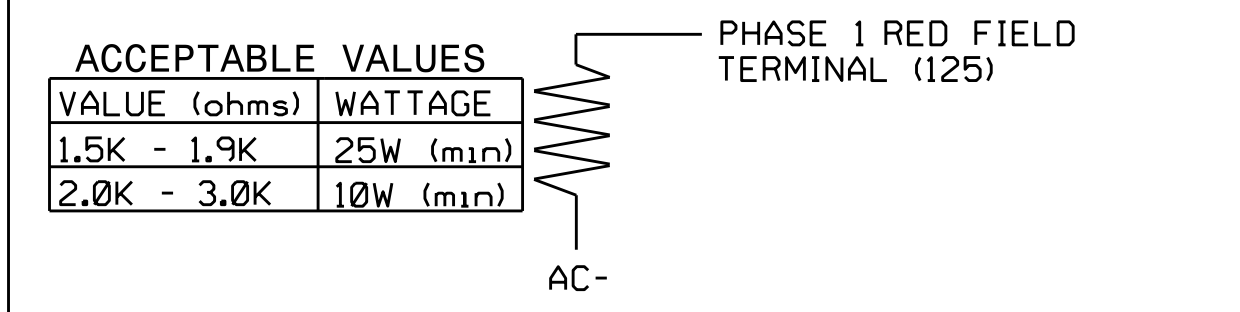 ACCEPTABLE VALUES
VALUE (ohms) WATTAGE
1.5K - 1.9K 25W (min)
2.0K - 3.0K 10W (min)
PHASE 1 RED FIELD
TERMINAL (125)
AC-